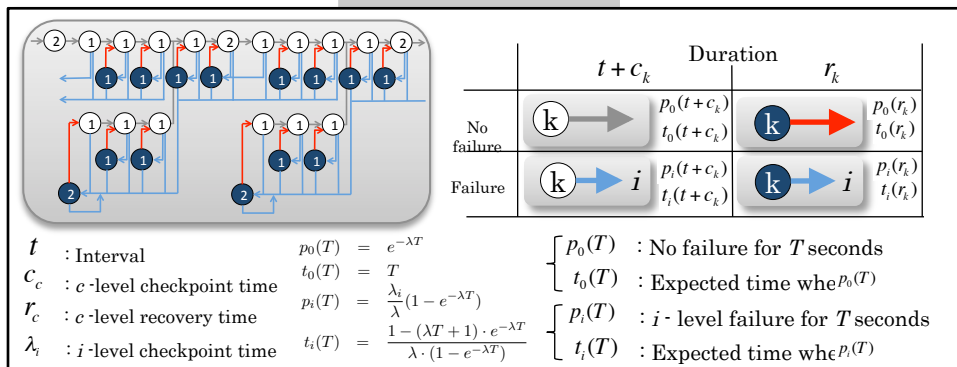 2 1 1 1 1 2 1 1 1 1 2
1 1 1 1 1 1 1 1
1 1 1 1 1 1
1 1 1 1
2 2
Duration
t + c_k r_k
No failure
k
p_0(t + c_k)
t_0(t + c_k)
k
p_0(r_k)
t_0(r_k)
Failure
k i
p_i(t + c_k)
t_i(t + c_k)
k i
p_i(r_k)
t_i(r_k)
t : Interval
c_c : c-level checkpoint time
r_c : c-level recovery time
λ_i : i-level checkpoint time
p_0(T) = e^{-λT}
t_0(T) = T
p_i(T) = \frac{λ_i}{λ}(1 - e^{-λT})
t_i(T) = \frac{1 - (λT + 1) · e^{-λT}}{λ · (1 - e^{-λT})}
p_0(T) : No failure for T seconds
t_0(T) : Expected time whe p_0(T)
p_i(T) : i - level failure for T seconds
t_i(T) : Expected time whe p_i(T)